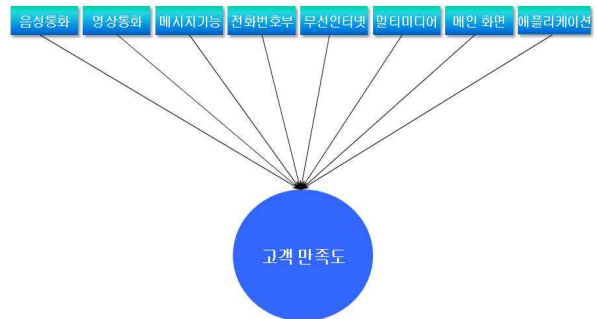 음성통화
영상통화
메시지기능
전화번호부
무선인터넷
멀티미디어
메인 화면
애플리케이션
고객 만족도